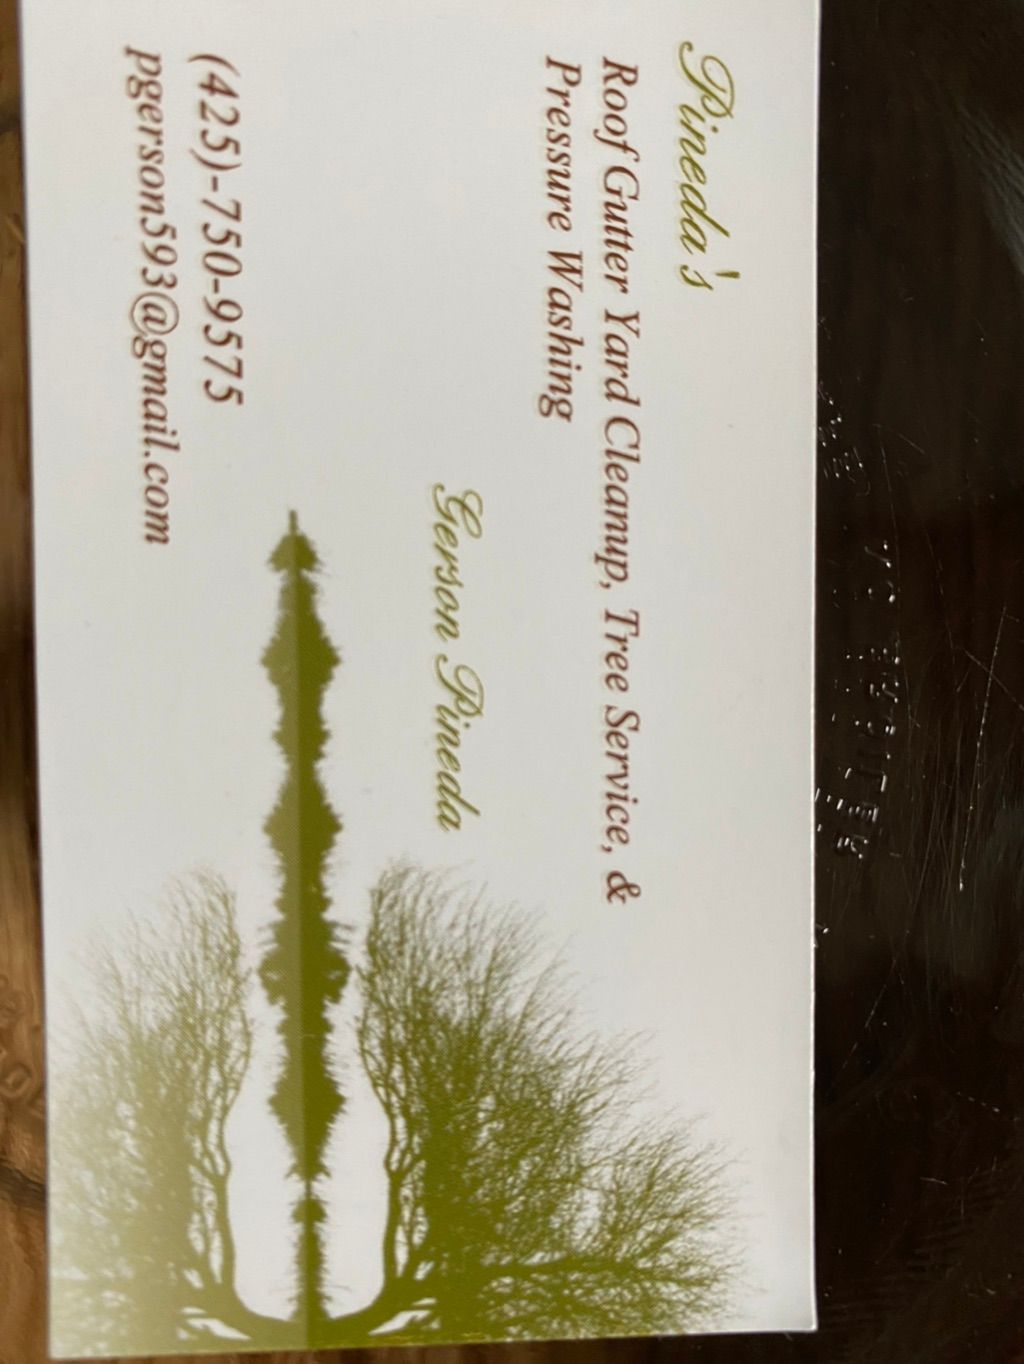 Pineda's
Roof Gutter Yard Cleanup, Tree Service, &
Pressure Washing
Gerson Pineda
(425)-750-9575
pgerson593@gmail.com